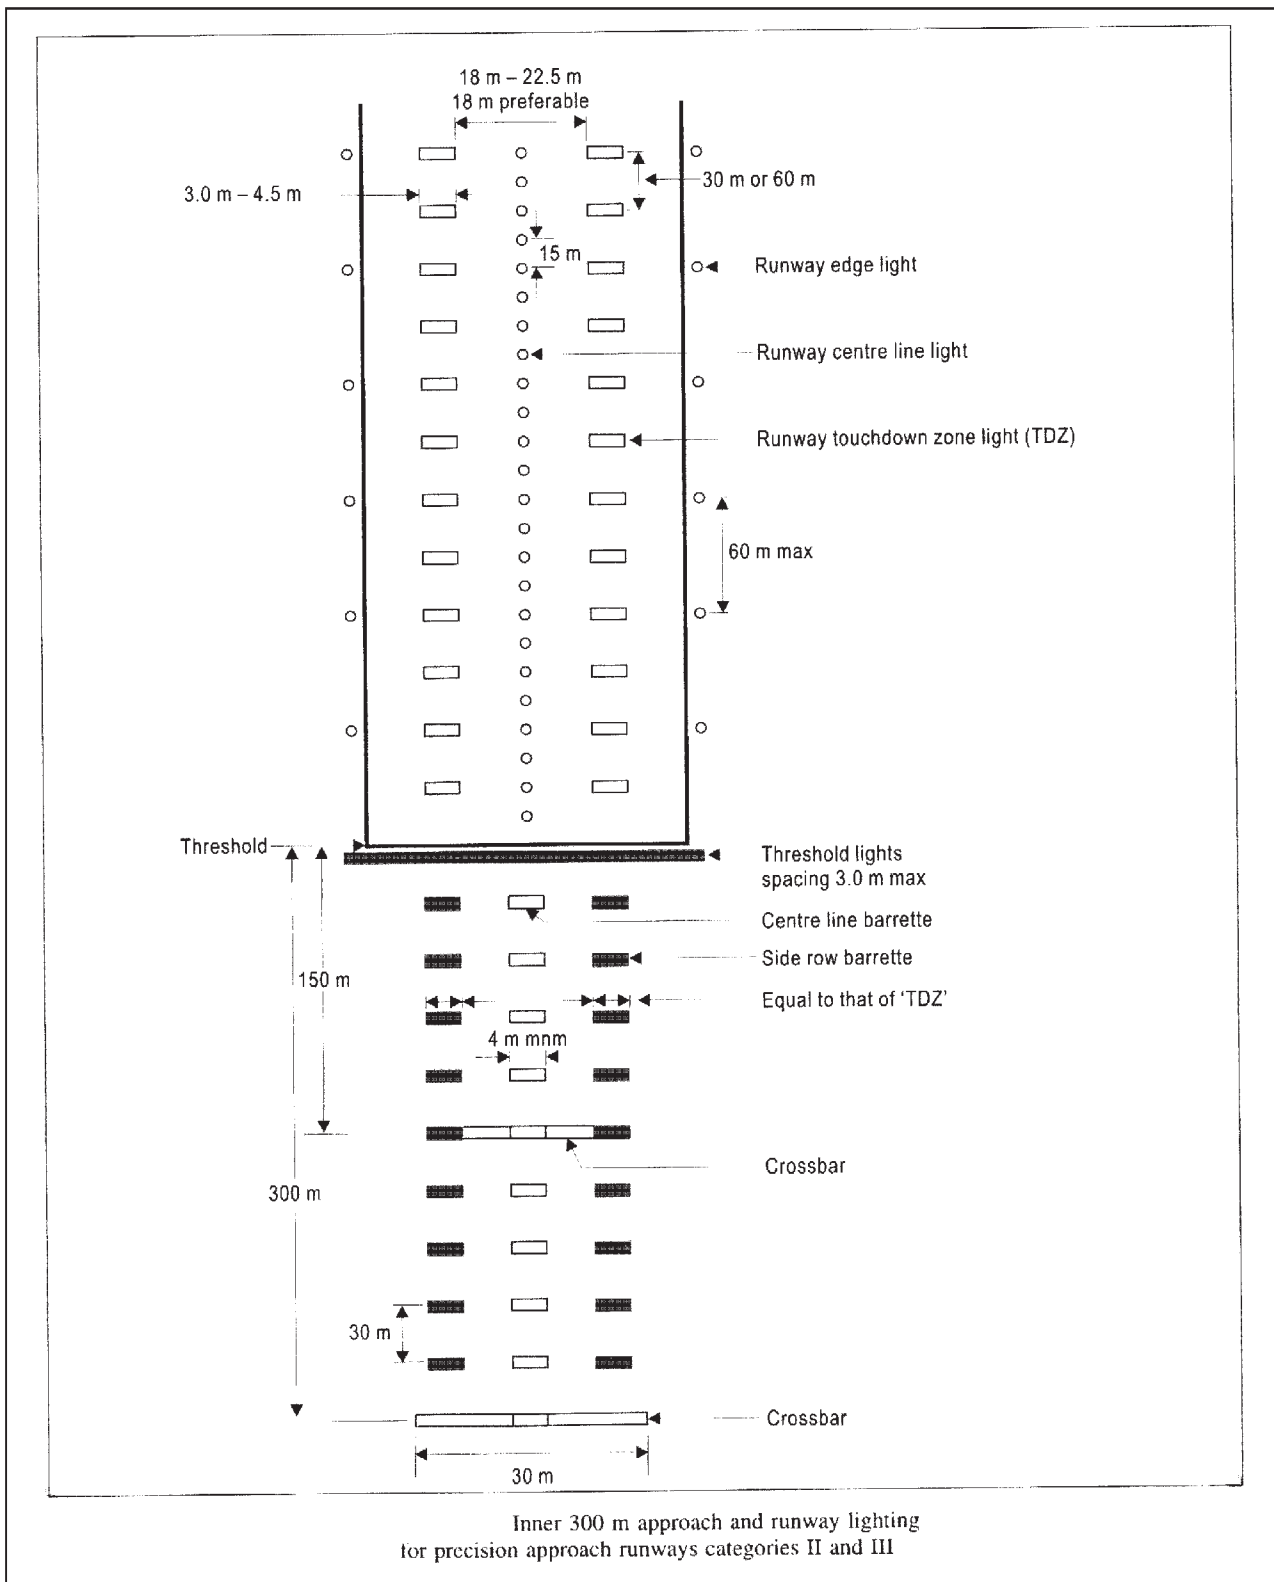 18 m – 22.5 m
18 m preferable
30 m or 60 m
3.0 m – 4.5 m
15 m
Runway edge light
Runway centre line light
Runway touchdown zone light (TDZ)
60 m max
Threshold
Threshold lights
spacing 3.0 m max
Centre line barrette
Side row barrette
150 m
Equal to that of ‘TDZ’
4 m mnm
Crossbar
300 m
30 m
Crossbar
30 m
Inner 300 m approach and runway lighting
for precision approach runways categories II and III